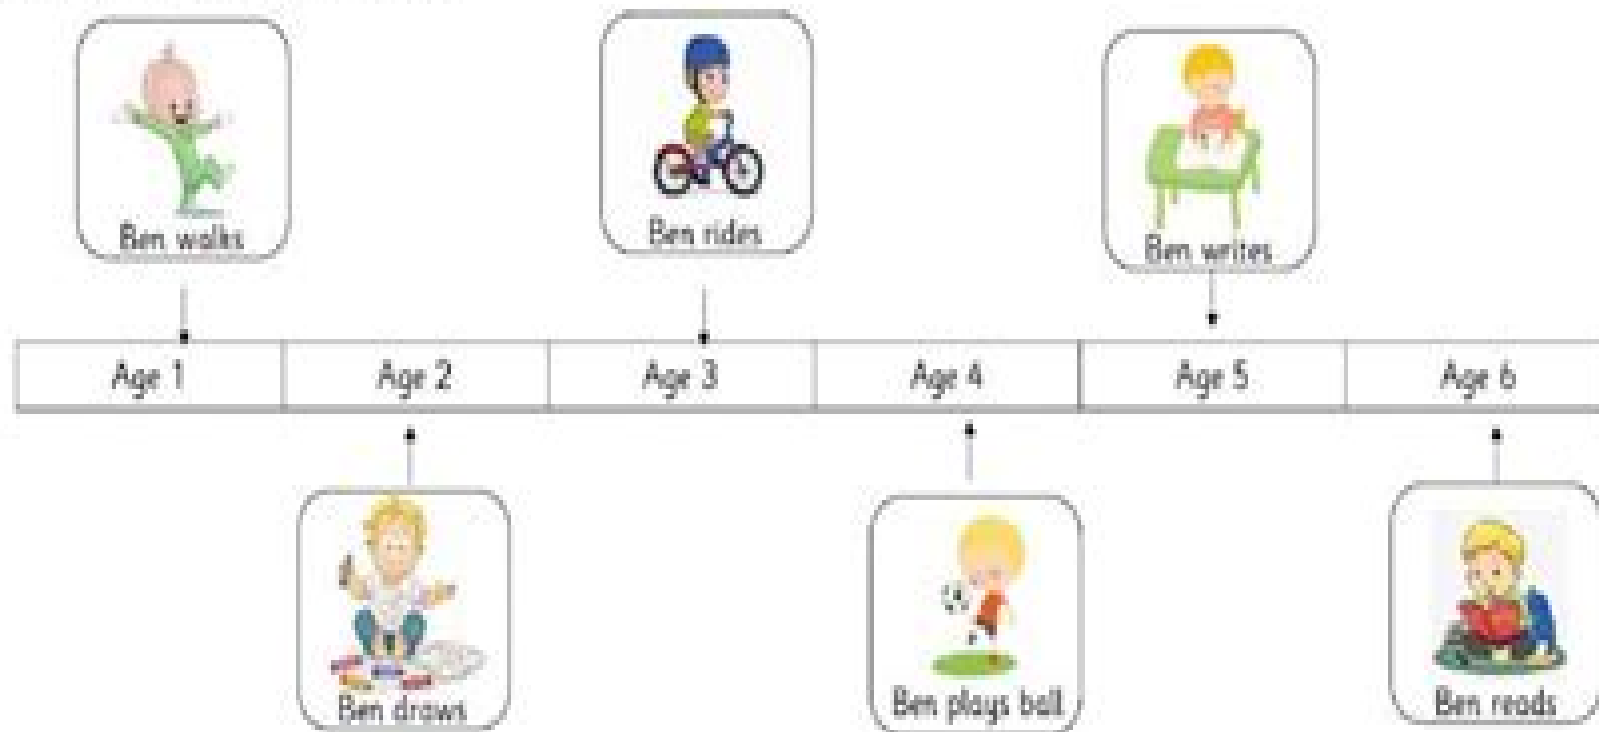 Ben walks
Ben rides
Ben writes
Age 1 Age 2 Age 3 Age 4 Age 5 Age 6
Ben draws
Ben plays ball
Ben reads